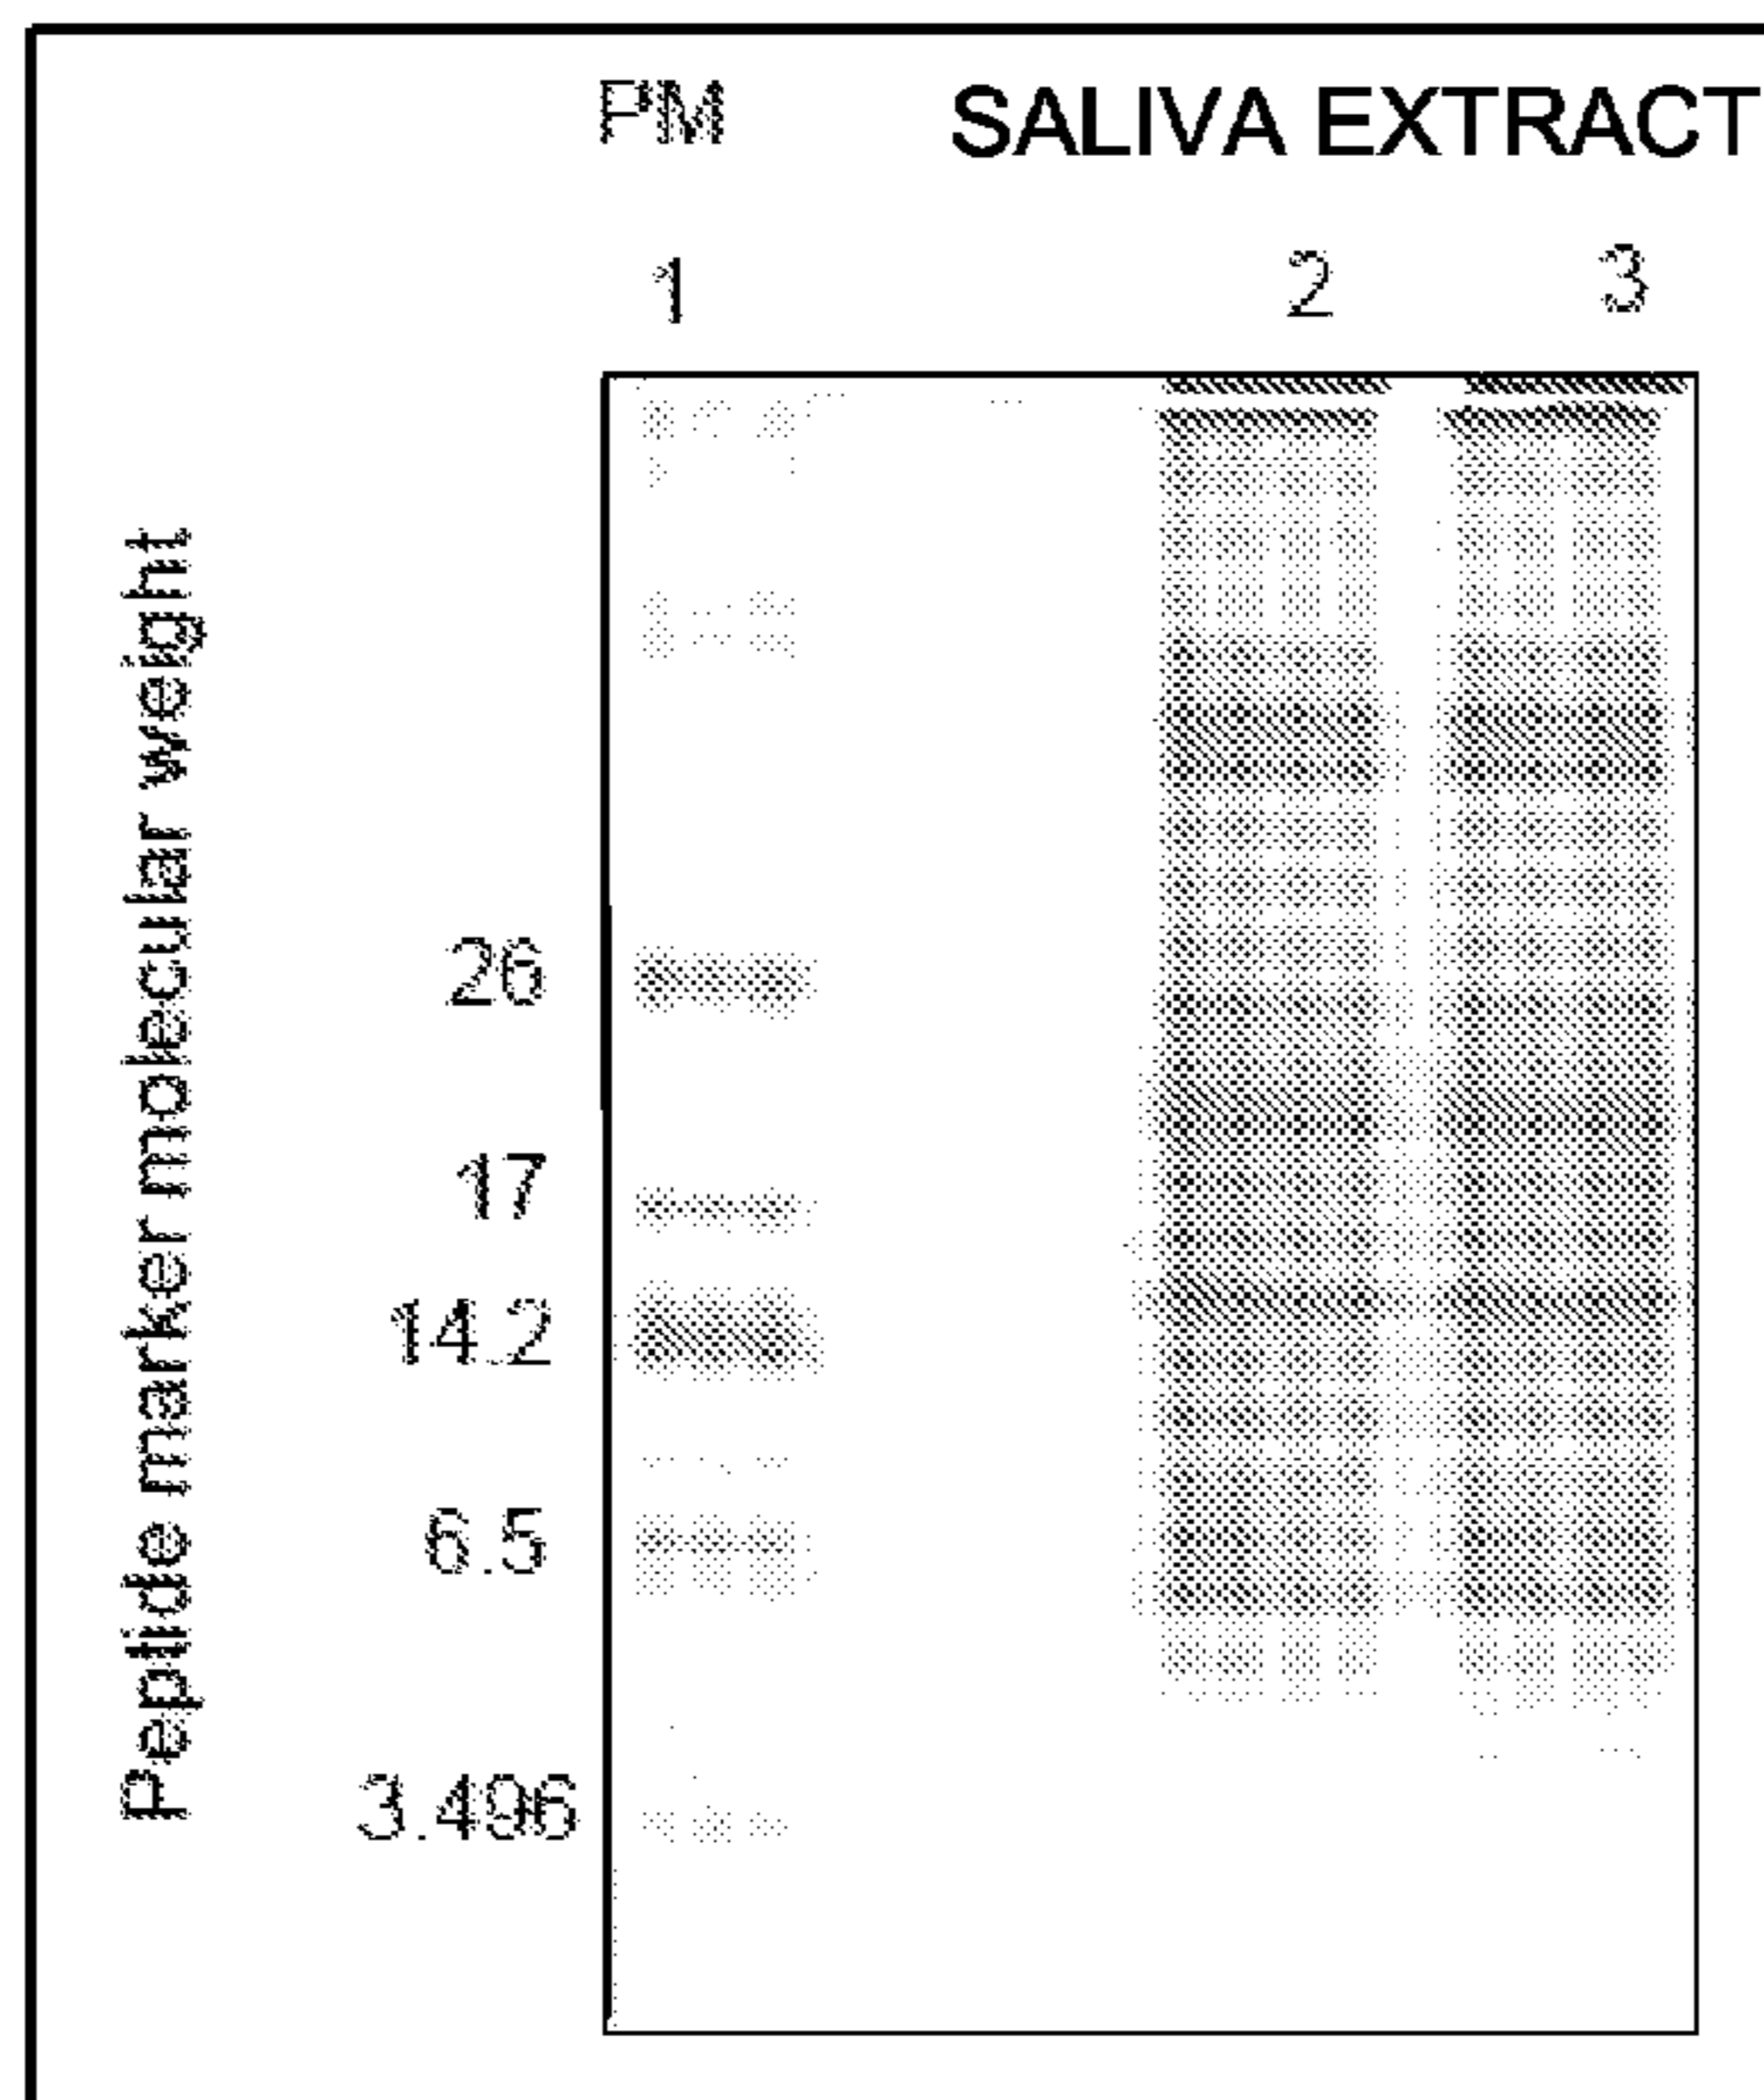 PM SALIVA EXTRACT
1 2 3
Peptide marker molecular weight
26
17
14.2
6.5
3.496